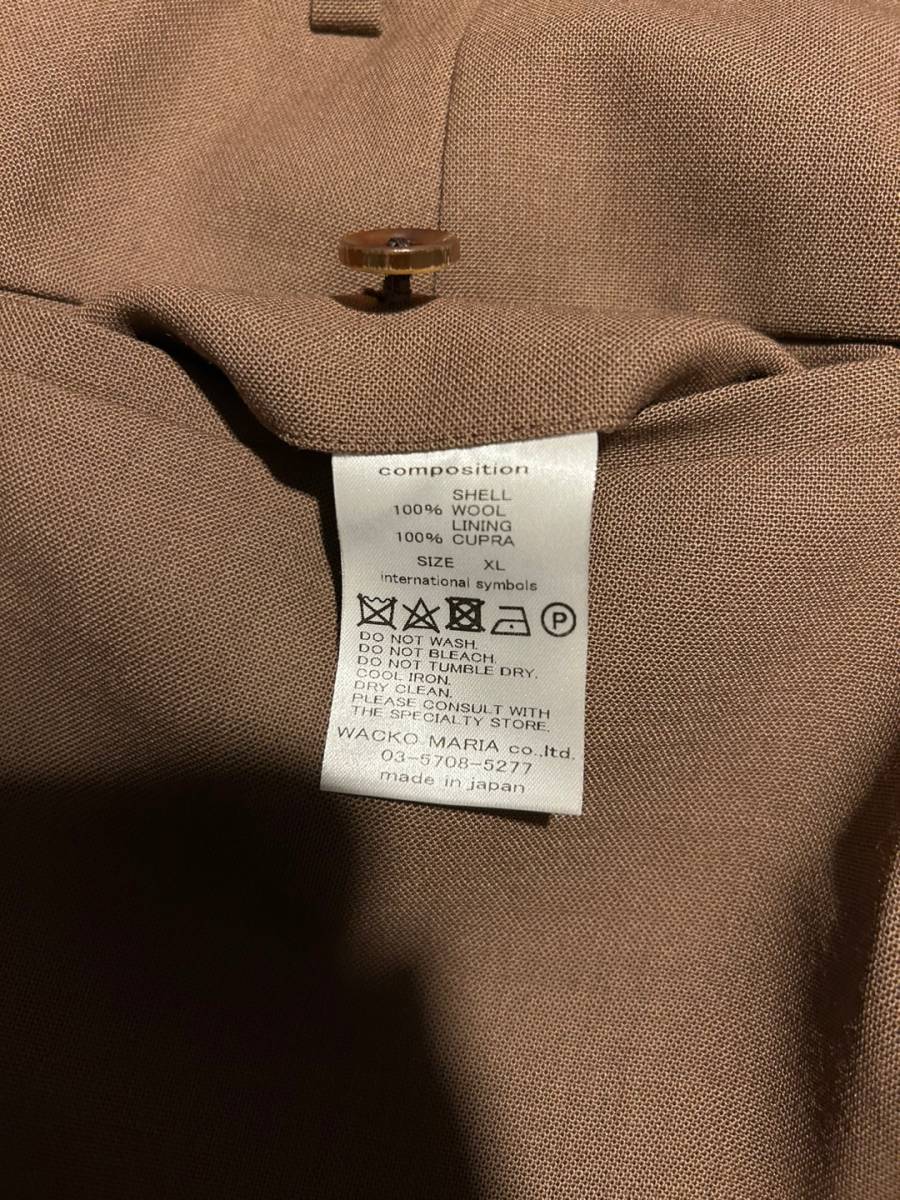 composition
SHELL
100% WOOL
LINING
100% CUPRA
SIZE XL
international symbols
P
DO NOT WASH.
DO NOT BLEACH.
DO NOT TUMBLE DRY.
COOL IRON.
DRY CLEAN.
PLEASE CONSULT WITH
THE SPECIALTY STORE.
WACKO MARIA co.,ltd.
03-5708-5277
made in japan